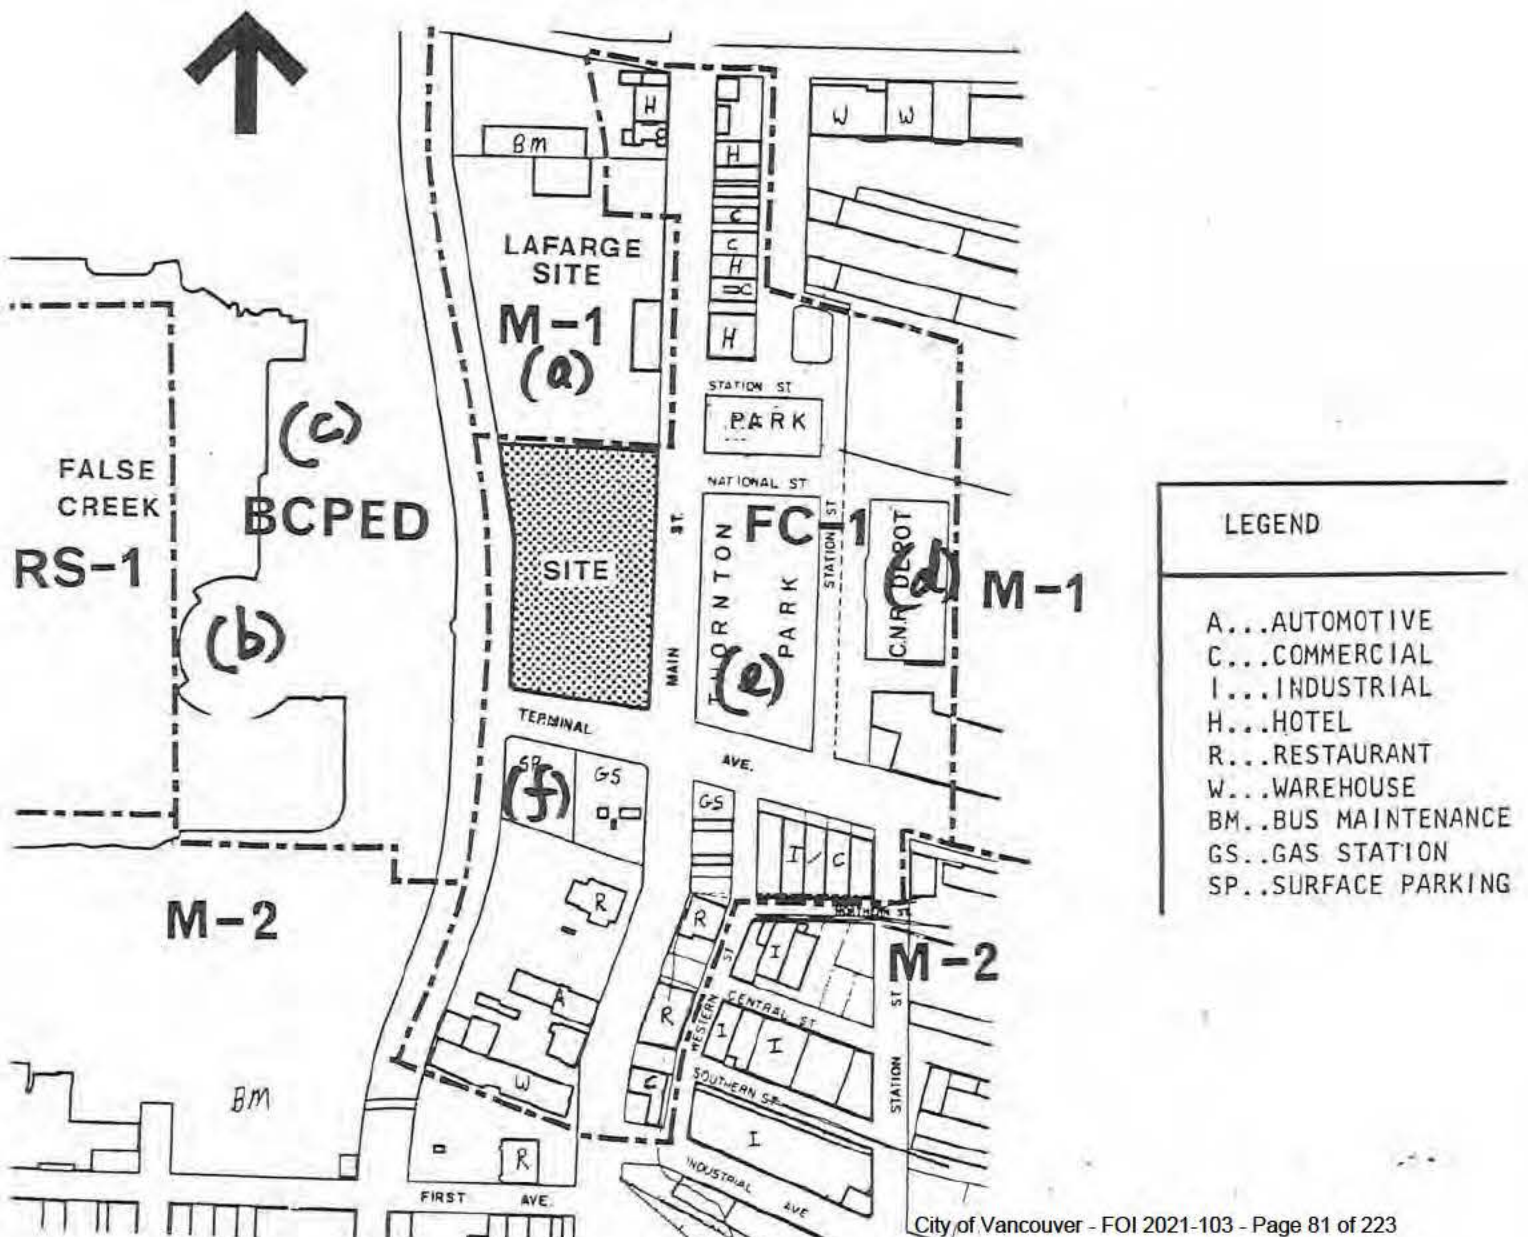 H
W
W
BM
H
LAFARGE
SITE
C
C
H
C
M-1
(a)
H
STATION ST
PARK
(c)
FALSE
CREEK
NATIONAL ST
BCPED
ST.
FC-1
STATION ST
LEGEND
RS-1
SITE
THORNTON
PARK
C.N.R. DEPOT
(d)
M-1
(b)
MAIN
(e)
A...AUTOMOTIVE
C...COMMERCIAL
I...INDUSTRIAL
H...HOTEL
R...RESTAURANT
W...WAREHOUSE
BM..BUS MAINTENANCE
GS..GAS STATION
SP..SURFACE PARKING
TERMINAL
AVE.
SP
(f)
GS
GS
I / C
M-2
R
R
I
M-2
ST
WESTERN
CENTRAL ST
A
R
I
I
STATION ST
W
C
SOUTHERN ST
BM
I
R
INDUSTRIAL AVE
FIRST AVE.
City of Vancouver - FOI 2021-103 - Page 81 of 223